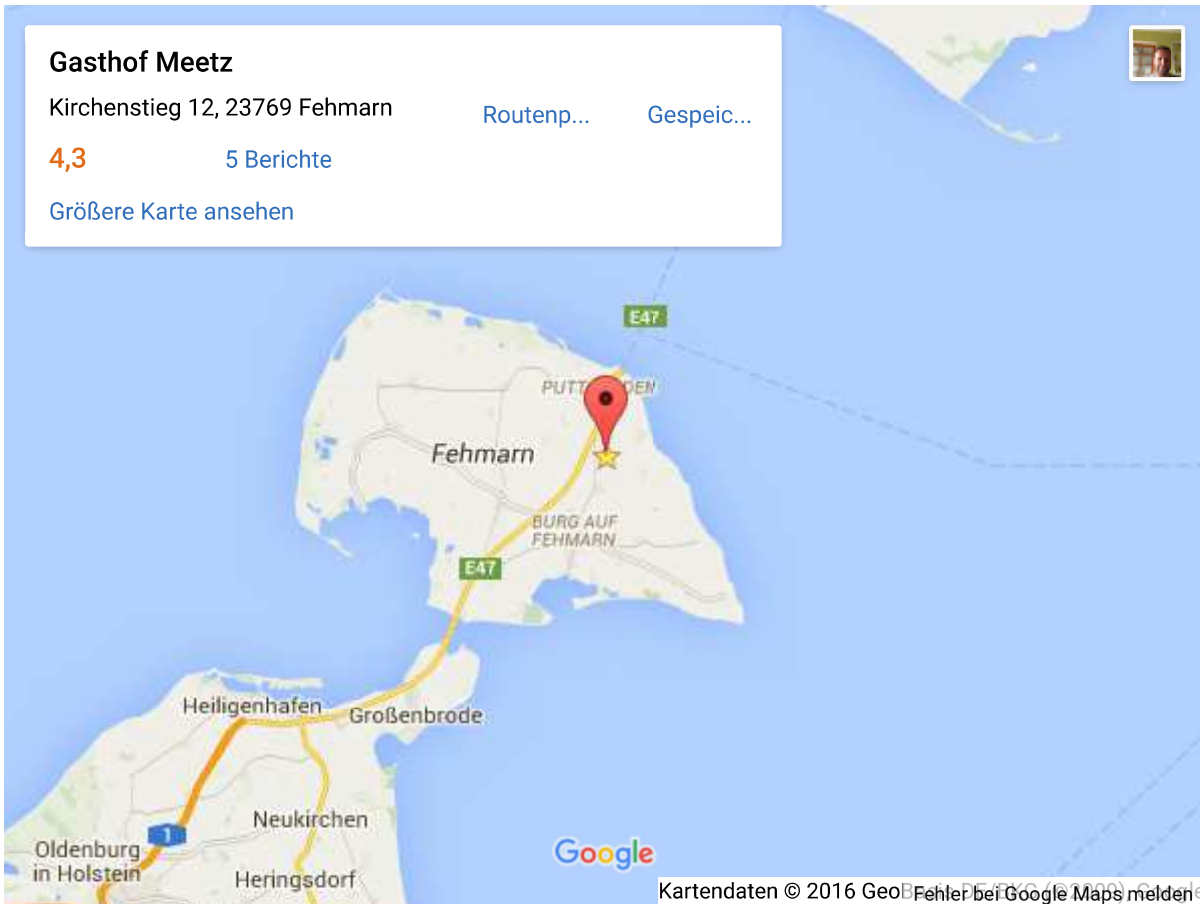 Gasthof Meetz
Kirchenstieg 12, 23769 Fehmarn
Routenp...
Gespeic...
4,3
5 Berichte
Größere Karte ansehen
E47
Fehmarn
BURG AUF
FEHMARN
E47
Heiligenhafen
Großenbrode
Neukirchen
1
Oldenburg
in Holstein
Heringsdorf
Google
Kartendaten © 2016
Fehler bei Google Maps melden